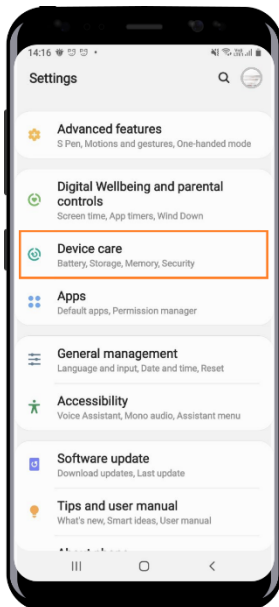 14:16
Settings
Advanced features
S Pen, Motions and gestures, One-handed mode
Digital Wellbeing and parental
controls
Screen time, App timers, Wind Down
Device care
Battery, Storage, Memory, Security
Apps
Default apps, Permission manager
General management
Language and input, Date and time, Reset
Accessibility
Voice Assistant, Mono audio, Assistant menu
Software update
Download updates, Last update
Tips and user manual
What's new, Smart ideas, User manual